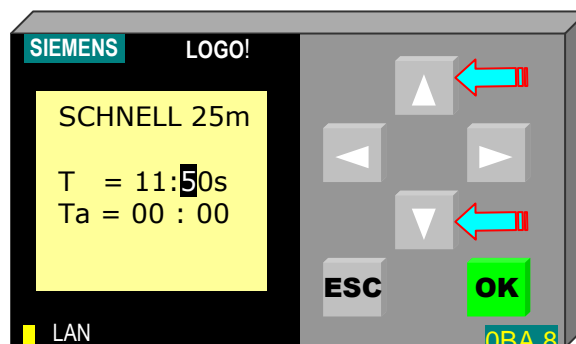 SIEMENS LOGO!
SCHNELL 25m
T = 11:50s
Ta = 00 : 00
ESC OK
LAN
0BA 8